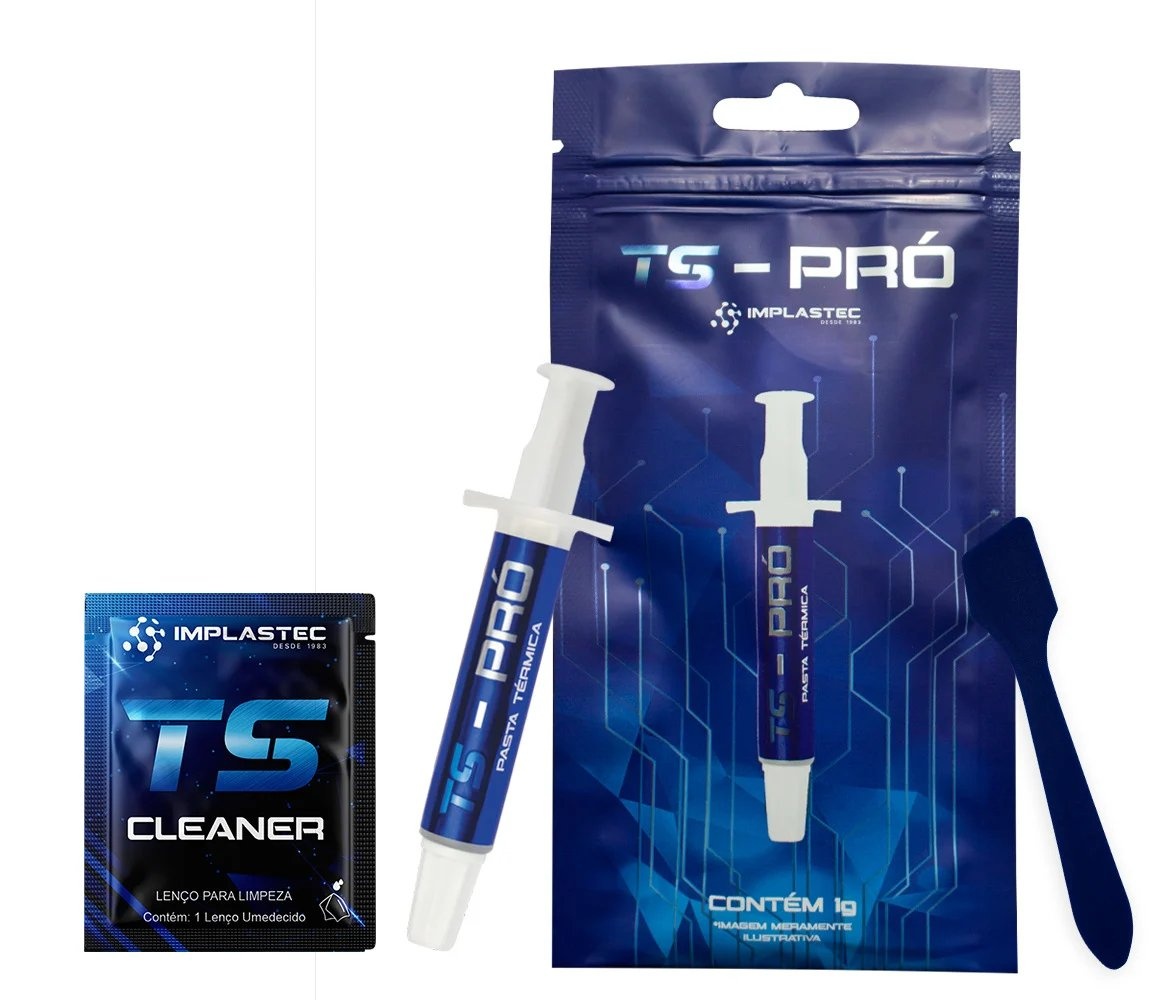 TS - PRÓ
IMPLASTEC
DESDE 1983
TS - PRÓ
PASTA TÉRMICA
CONTÉM 1g
*IMAGEM MERAMENTE
ILUSTRATIVA
TS - PRÓ
PASTA TÉRMICA
IMPLASTEC
DESDE 1983
TS
CLEANER
LENÇO PARA LIMPEZA
Contém: 1 Lenço Umedecido